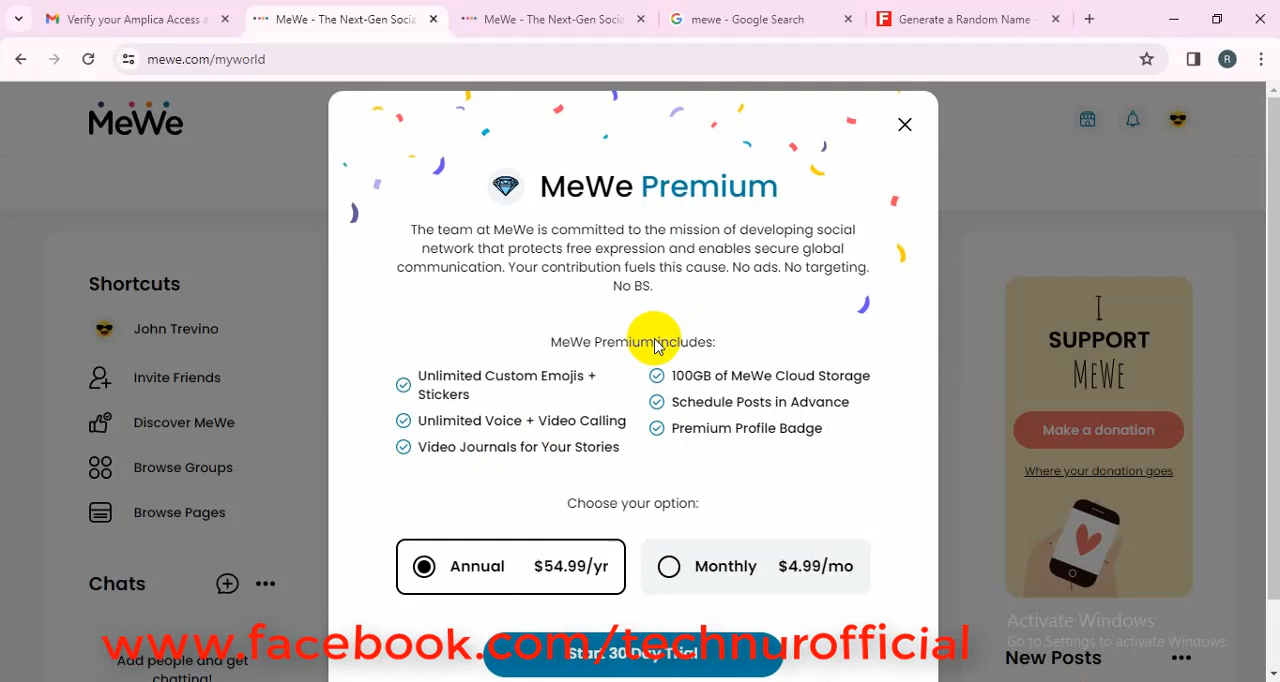 Verify your Amplica Access a
MeWe - The Next-Gen Socia
MeWe - The Next-Gen Socia
mewe - Google Search
Generate a Random Name -
mewe.com/myworld
R
MeWe
MeWe Premium
The team at MeWe is committed to the mission of developing social
network that protects free expression and enables secure global
communication. Your contribution fuels this cause. No ads. No targeting.
No BS.
MeWe Premium includes:
Unlimited Custom Emojis +
Stickers
Unlimited Voice + Video Calling
Video Journals for Your Stories
100GB of MeWe Cloud Storage
Schedule Posts in Advance
Premium Profile Badge
Choose your option:
Annual $54.99/yr
Monthly $4.99/mo
Start 30 Day Trial
Shortcuts
John Trevino
Invite Friends
Discover MeWe
Browse Groups
Browse Pages
Chats
Add people and get
chatting!
I
SUPPORT
MEWE
Make a donation
Where your donation goes
Activate Windows
Go to Settings to activate Windows.
New Posts
www.facebook.com/technurofficial